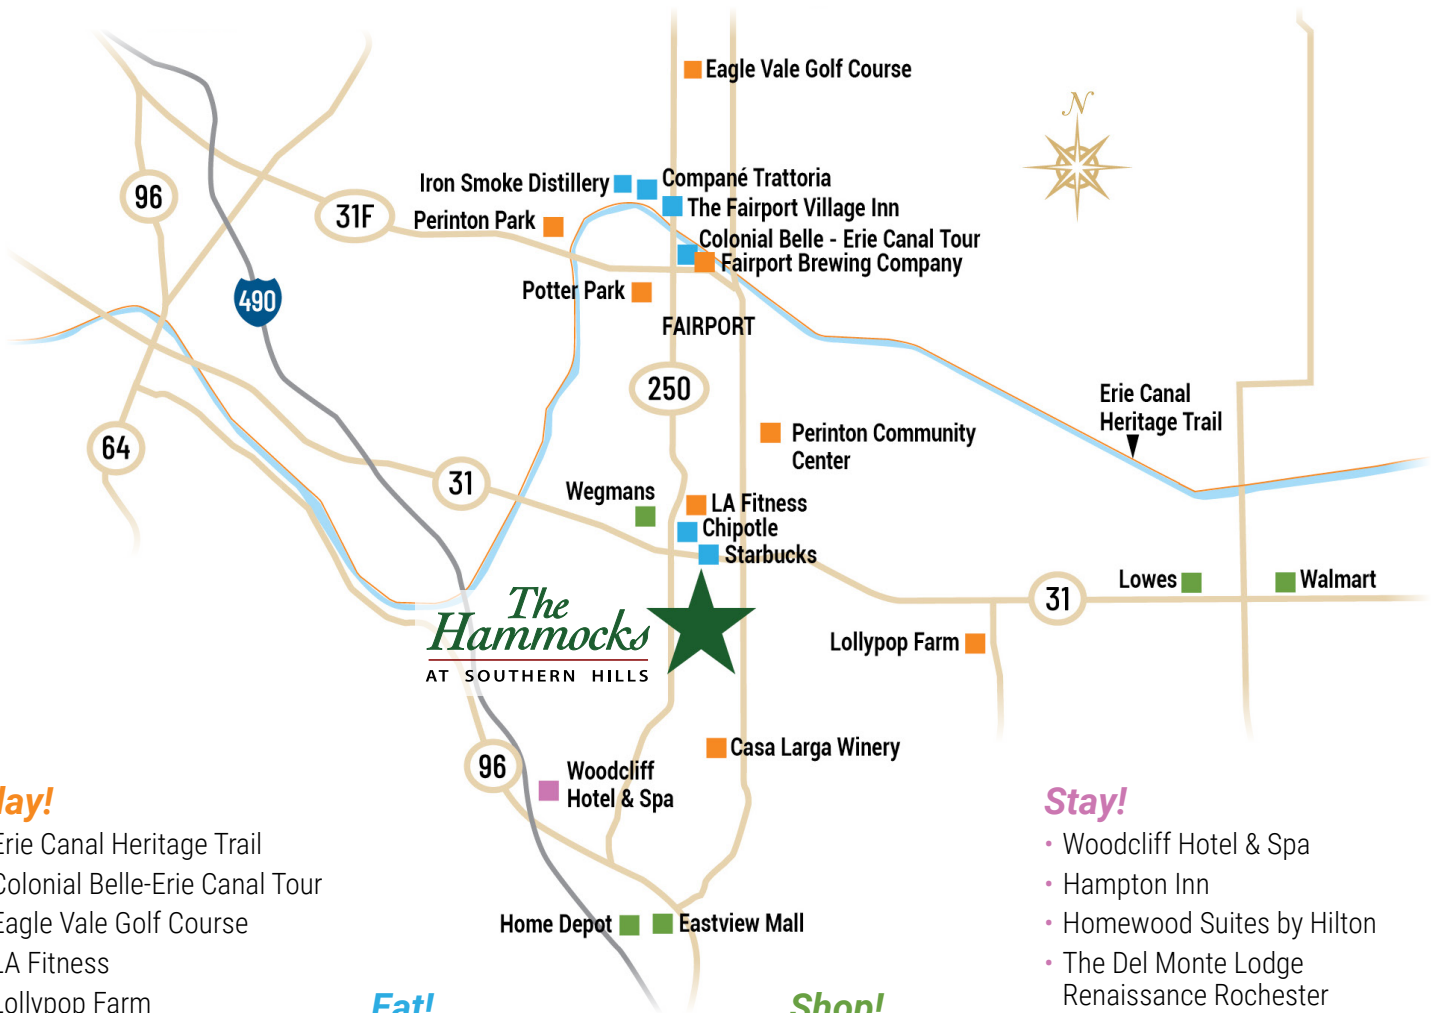 Eagle Vale Golf Course
N
Iron Smoke Distillery
Compané Trattoria
96
31F
The Fairport Village Inn
Perinton Park
Colonial Belle - Erie Canal Tour
Fairport Brewing Company
490
Potter Park
FAIRPORT
250
Erie Canal
Heritage Trail
64
Perinton Community
Center
31
Wegmans
LA Fitness
Chipotle
Starbucks
Lowes
Walmart
31
The
Hammocks
AT SOUTHERN HILLS
Lollypop Farm
Casa Larga Winery
96
Woodcliff
Hotel & Spa
Home Depot
Eastview Mall
lay!
Erie Canal Heritage Trail
Colonial Belle-Erie Canal Tour
Eagle Vale Golf Course
LA Fitness
Lollypop Farm
Eat!
Shop!
Stay!
• Woodcliff Hotel & Spa
• Hampton Inn
• Homewood Suites by Hilton
• The Del Monte Lodge
Renaissance Rochester